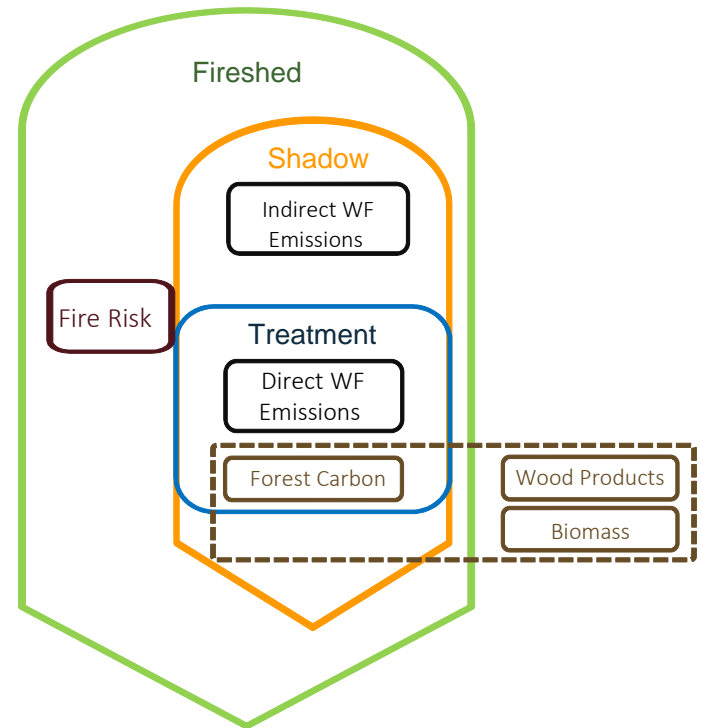 Fireshed
Shadow
Indirect WF
Emissions
Fire Risk
Treatment
Direct WF
Emissions
Forest Carbon
Wood Products
Biomass